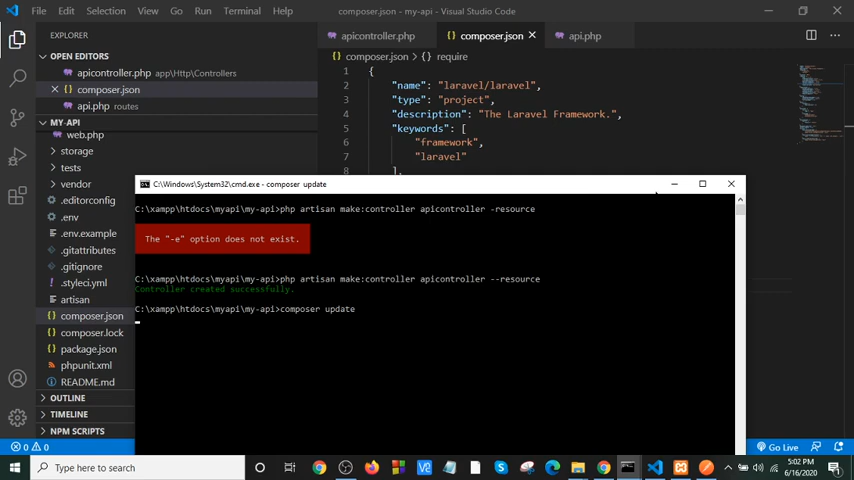 File Edit Selection View Go Run Terminal Help composer.json - my-api - Visual Studio Code
EXPLORER
OPEN EDITORS
apicontroller.php app\Http\Controllers
{} composer.json
api.php routes
MY-API
web.php
storage
tests
vendor
.editorconfig
.env
.env.example
.gitattributes
.gitignore
.styleci.yml
artisan
{} composer.json
{} composer.lock
{} package.json
phpunit.xml
README.md
OUTLINE
TIMELINE
NPM SCRIPTS
apicontroller.php {} composer.json api.php
{} composer.json > {} require
1 {
2 "name": "laravel/laravel",
3 "type": "project",
4 "description": "The Laravel Framework.",
5 "keywords": [
6 "framework",
7 "laravel"
8 ],
C:\Windows\System32\cmd.exe - composer update
C:\xampp\htdocs\myapi\my-api>php artisan make:controller apicontroller -resource
The "-e" option does not exist.
C:\xampp\htdocs\myapi\my-api>php artisan make:controller apicontroller --resource
Controller created successfully.
C:\xampp\htdocs\myapi\my-api>composer update
0 0
Go Live
Type here to search
5:02 PM
6/16/2020